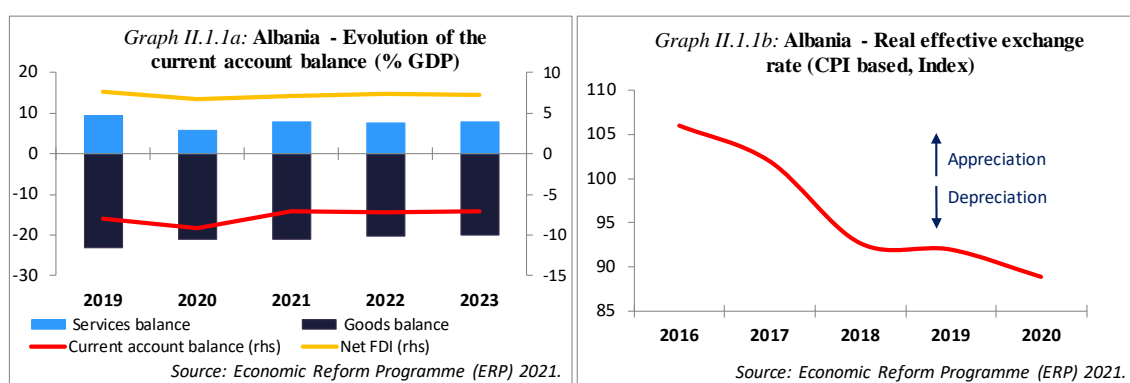 Graph II.1.1a: Albania - Evolution of the
current account balance (% GDP)
20
10
0
-10
-20
-30
10
5
0
-5
-10
-15
2019 2020 2021 2022 2023
Services balance Goods balance
Current account balance (rhs) Net FDI (rhs)
Source: Economic Reform Programme (ERP) 2021.
Graph II.1.1b: Albania - Real effective exchange
rate (CPI based, Index)
110
105
100
95
90
85
Appreciation
Depreciation
2016 2017 2018 2019 2020
Source: Economic Reform Programme (ERP) 2021.